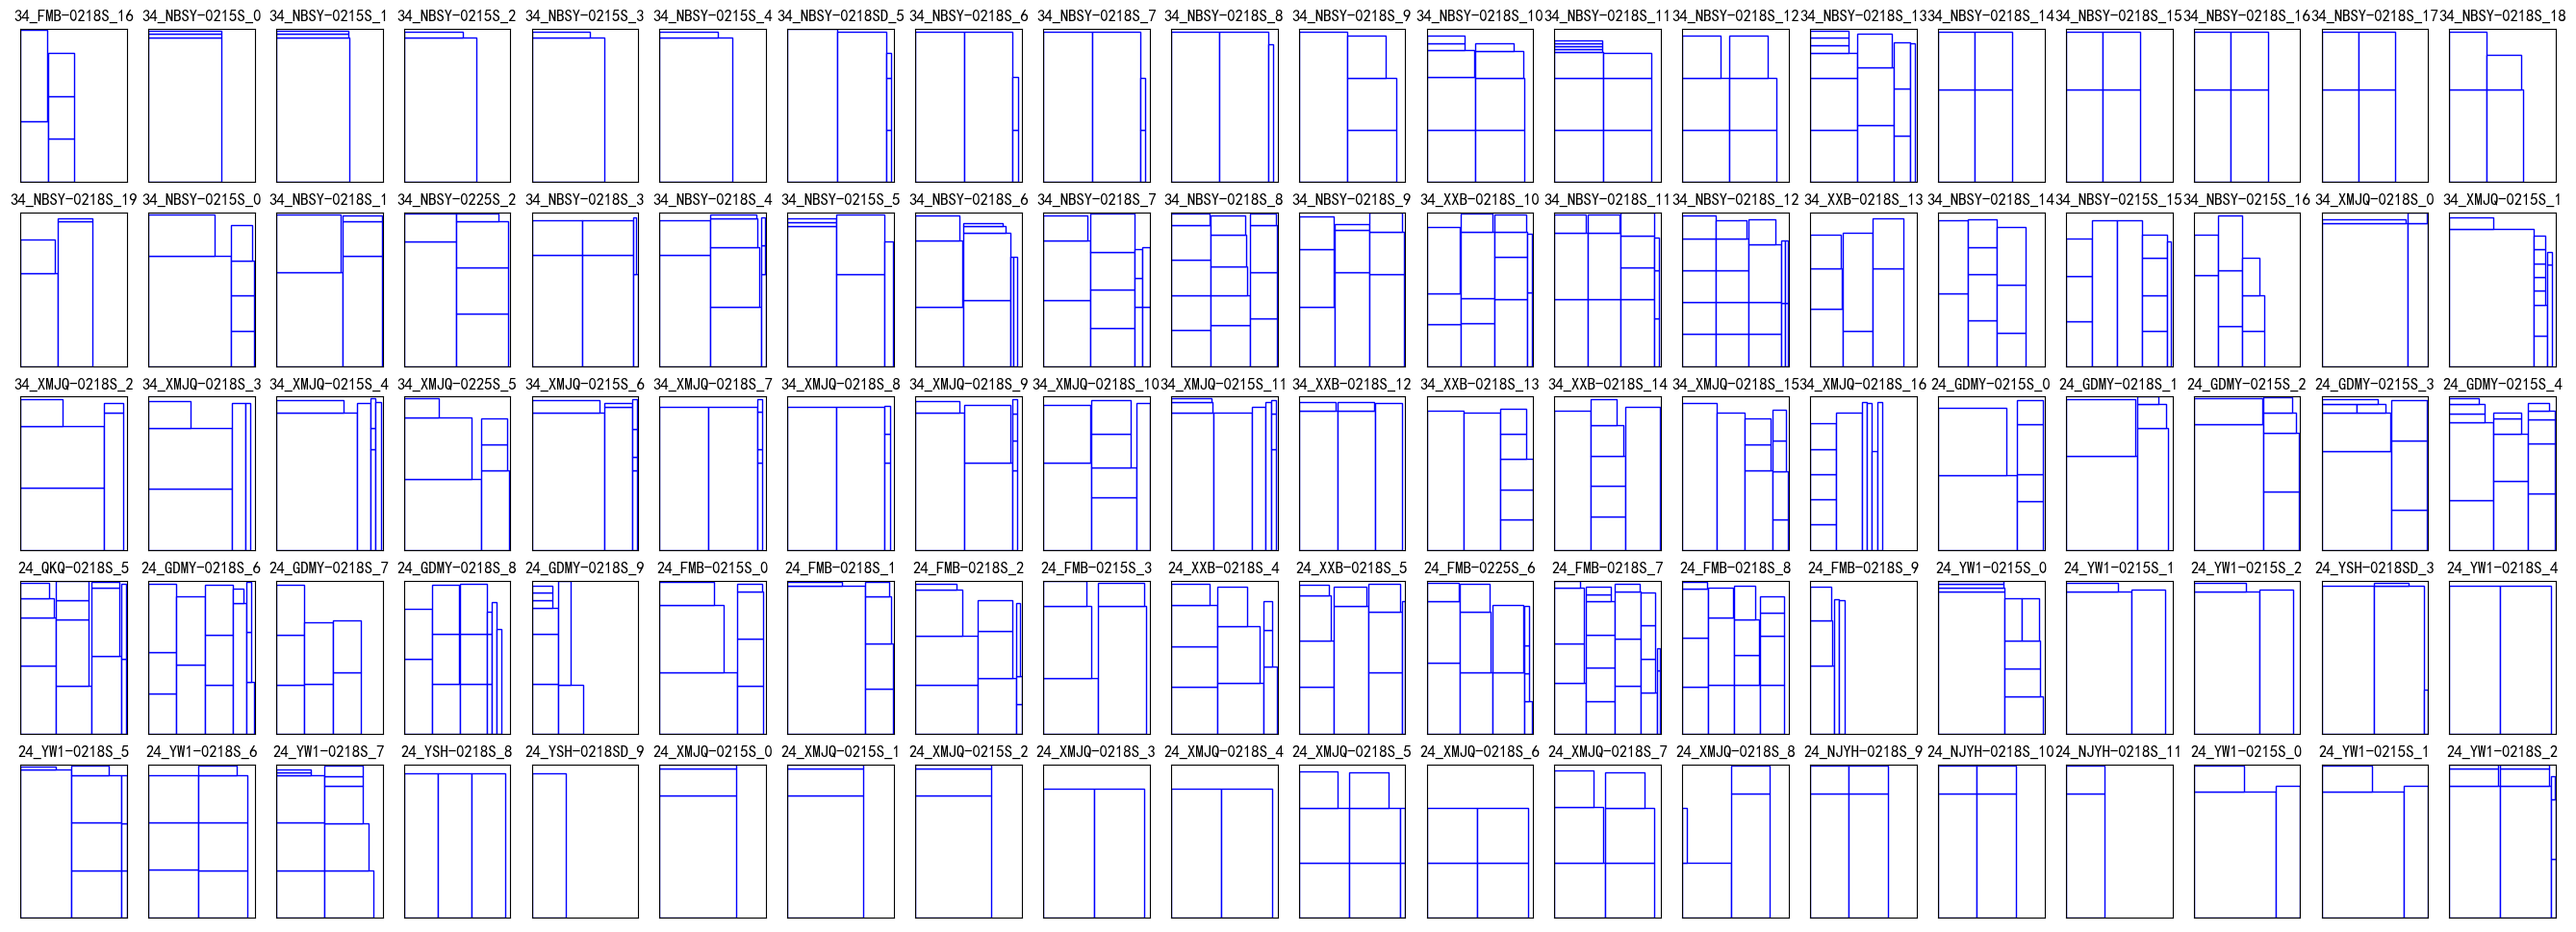 34_FMB-0218S_16 34_NBSY-0215S_0 34_NBSY-0215S_1 34_NBSY-0215S_2 34_NBSY-0215S_3 34_NBSY-0215S_4 34_NBSY-0218SD_5 34_NBSY-0218S_6 34_NBSY-0218S_7 34_NBSY-0218S_8 34_NBSY-0218S_9 34_NBSY-0218S_10 34_NBSY-0218S_11 34_NBSY-0218S_12 34_NBSY-0218S_13 34_NBSY-0218S_14 34_NBSY-0218S_15 34_NBSY-0218S_16 34_NBSY-0218S_17 34_NBSY-0218S_18
34_NBSY-0218S_19 34_NBSY-0215S_0 34_NBSY-0218S_1 34_NBSY-0225S_2 34_NBSY-0218S_3 34_NBSY-0218S_4 34_NBSY-0215S_5 34_NBSY-0218S_6 34_NBSY-0218S_7 34_NBSY-0218S_8 34_NBSY-0218S_9 34_XXB-0218S_10 34_NBSY-0218S_11 34_NBSY-0218S_12 34_XXB-0218S_13 34_NBSY-0218S_14 34_NBSY-0215S_15 34_NBSY-0215S_16 34_XMJQ-0218S_0 34_XMJQ-0215S_1
34_XMJQ-0218S_2 34_XMJQ-0218S_3 34_XMJQ-0215S_4 34_XMJQ-0225S_5 34_XMJQ-0215S_6 34_XMJQ-0218S_7 34_XMJQ-0218S_8 34_XMJQ-0218S_9 34_XMJQ-0218S_10 34_XMJQ-0215S_11 34_XXB-0218S_12 34_XXB-0218S_13 34_XXB-0218S_14 34_XMJQ-0218S_15 34_XMJQ-0218S_16 24_GDMY-0215S_0 24_GDMY-0218S_1 24_GDMY-0215S_2 24_GDMY-0215S_3 24_GDMY-0215S_4
24_QKQ-0218S_5 24_GDMY-0218S_6 24_GDMY-0218S_7 24_GDMY-0218S_8 24_GDMY-0218S_9 24_FMB-0215S_0 24_FMB-0218S_1 24_FMB-0218S_2 24_FMB-0215S_3 24_XXB-0218S_4 24_XXB-0218S_5 24_FMB-0225S_6 24_FMB-0218S_7 24_FMB-0218S_8 24_FMB-0218S_9 24_YW1-0215S_0 24_YW1-0215S_1 24_YW1-0215S_2 24_YSH-0218SD_3 24_YW1-0218S_4
24_YW1-0218S_5 24_YW1-0218S_6 24_YW1-0218S_7 24_YSH-0218S_8 24_YSH-0218SD_9 24_XMJQ-0215S_0 24_XMJQ-0215S_1 24_XMJQ-0215S_2 24_XMJQ-0218S_3 24_XMJQ-0218S_4 24_XMJQ-0218S_5 24_XMJQ-0218S_6 24_XMJQ-0218S_7 24_XMJQ-0218S_8 24_NJYH-0218S_9 24_NJYH-0218S_10 24_NJYH-0218S_11 24_YW1-0215S_0 24_YW1-0215S_1 24_YW1-0218S_2